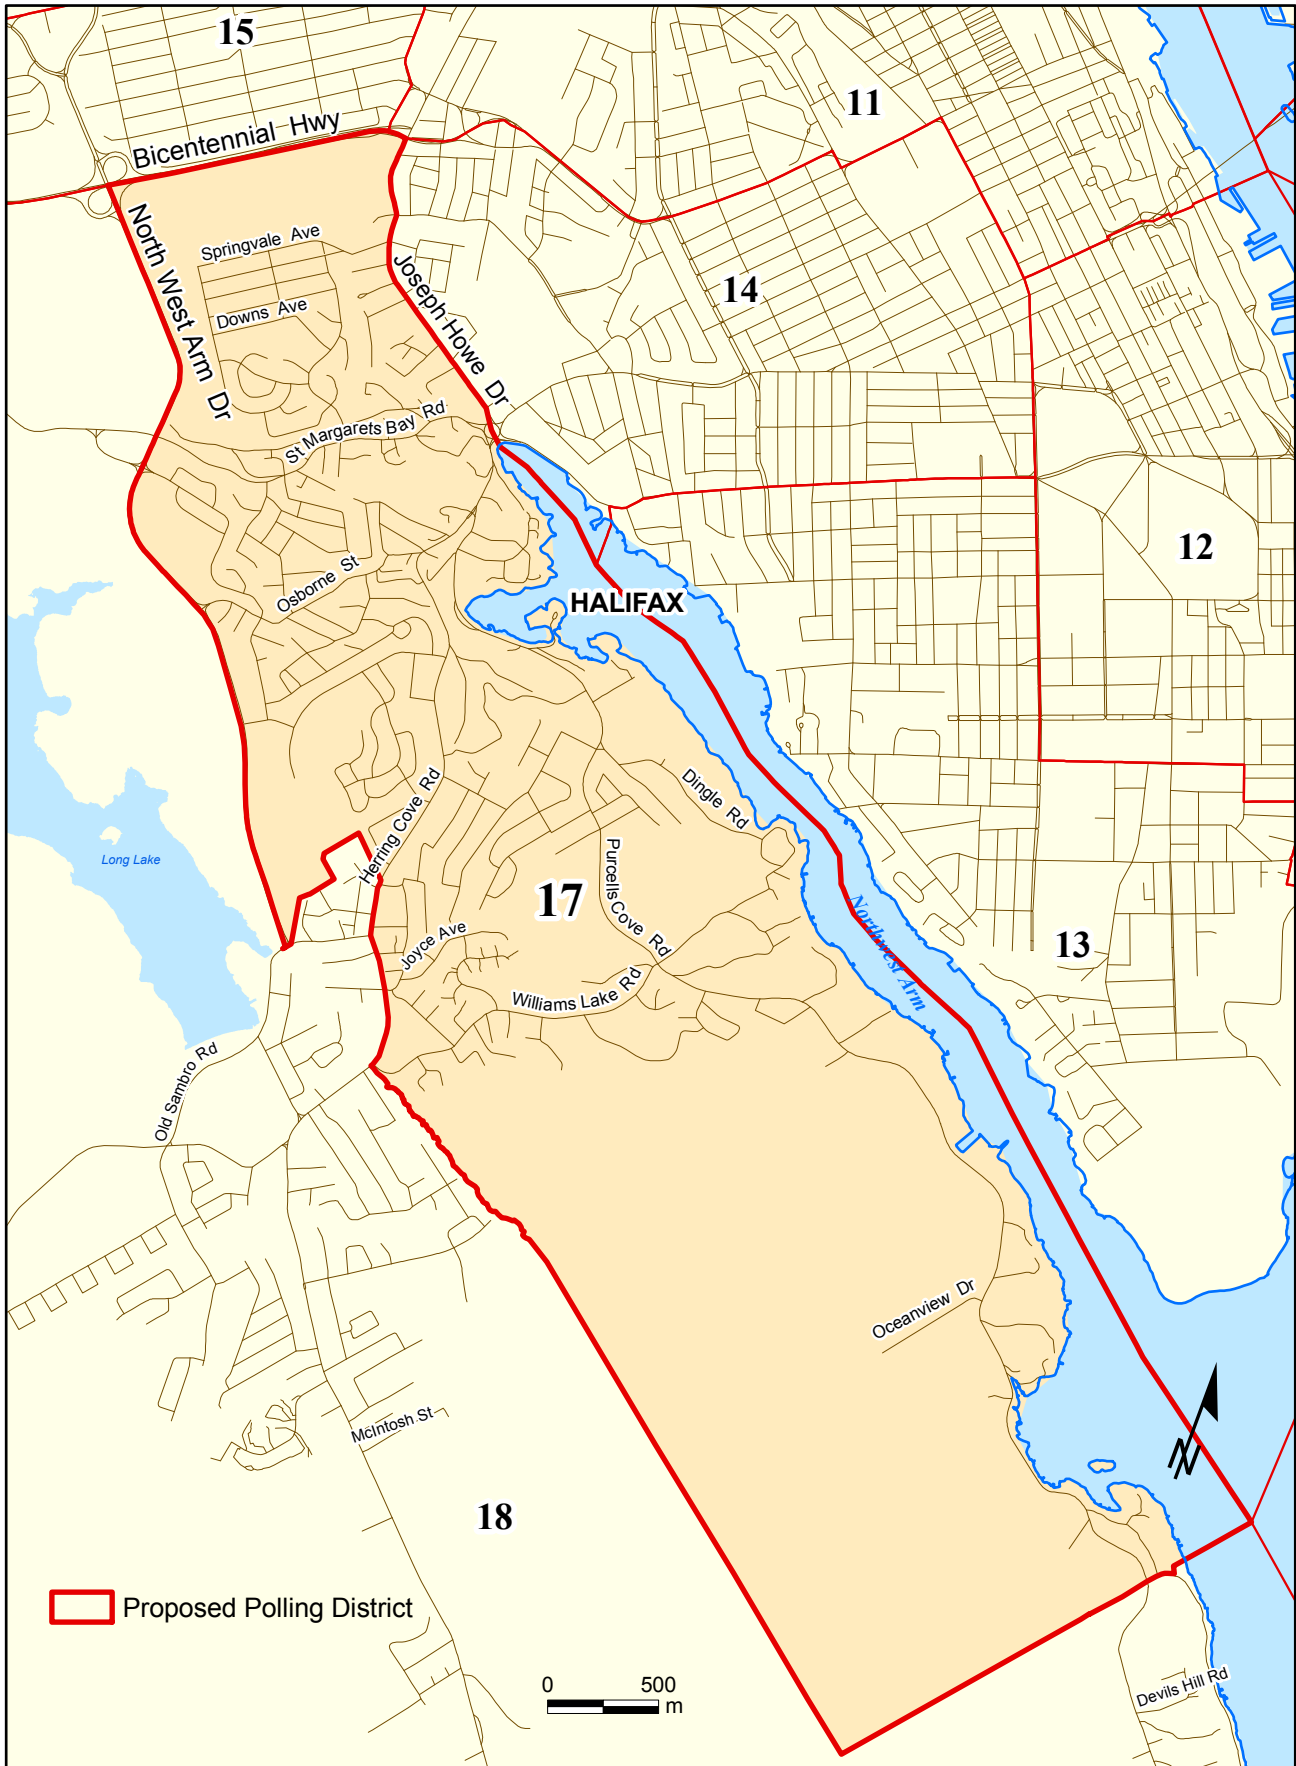 15
11
Bicentennial Hwy
North West Arm Dr
Springvale Ave
Joseph Howe Dr
14
Downs Ave
St Margarets Bay Rd
12
Osborne St
HALIFAX
Herring Cove Rd
Dingle Rd
Long Lake
Purcells Cove Rd
17
Northwest Arm
13
Joyce Ave
Williams Lake Rd
Old Sambro Rd
Oceanview Dr
McIntosh St
N
18
Proposed Polling District
0 500
m
Devils Hill Rd